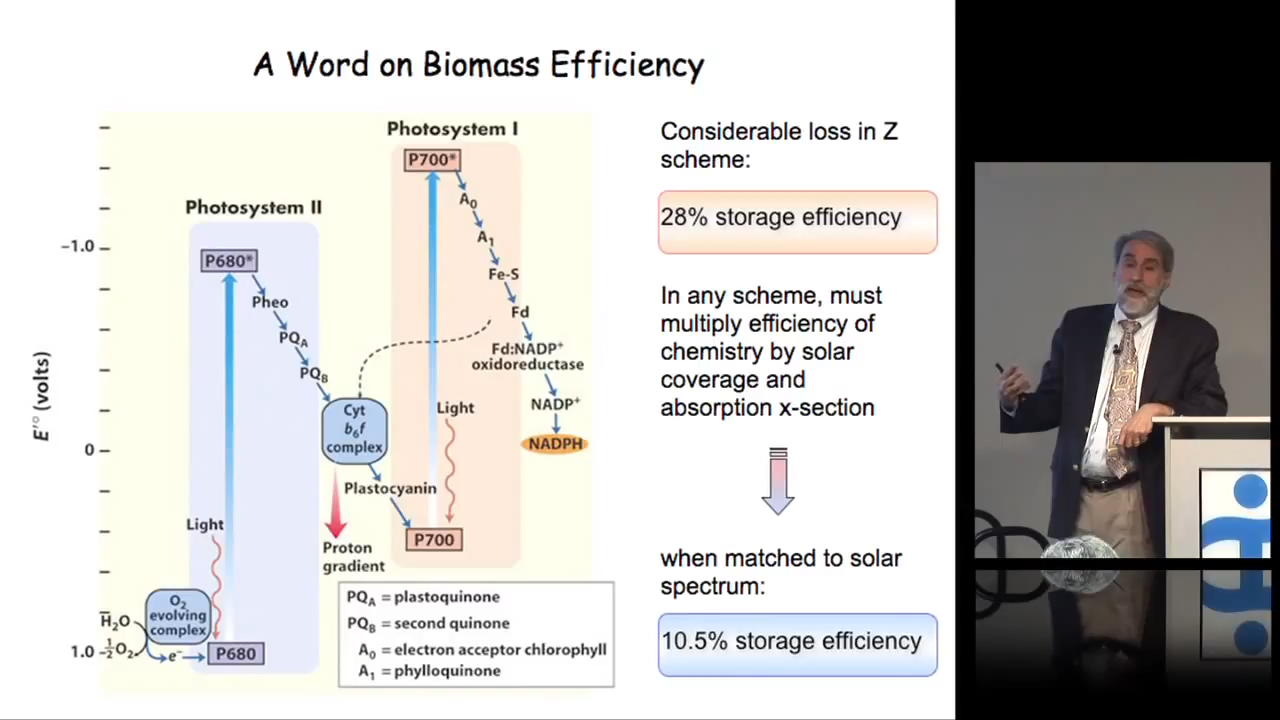 A Word on Biomass Efficiency
Photosystem I
P700*
A0
A1
Fe-S
Fd
Fd:NADP+
oxidoreductase
NADP+
NADPH
Light
P700
Photosystem II
P680*
Pheo
PQA
PQB
Cyt
b6f
complex
Plastocyanin
Proton
gradient
Light
O2
evolving
complex
H2O
½O2
e–
P680
E′° (volts)
–1.0
0
1.0
PQA = plastoquinone
PQB = second quinone
A0 = electron acceptor chlorophyll
A1 = phylloquinone
Considerable loss in Z
scheme:
28% storage efficiency
In any scheme, must
multiply efficiency of
chemistry by solar
coverage and
absorption x-section
when matched to solar
spectrum:
10.5% storage efficiency